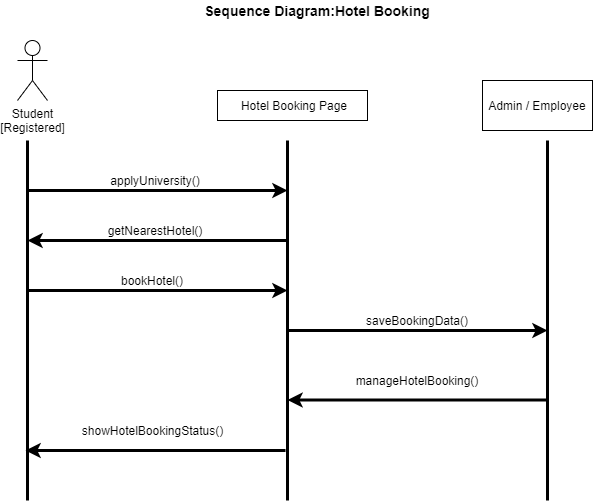 Sequence Diagram:Hotel Booking
Student
[Registered]
Hotel Booking Page
Admin / Employee
applyUniversity()
getNearestHotel()
bookHotel()
saveBookingData()
manageHotelBooking()
showHotelBookingStatus()